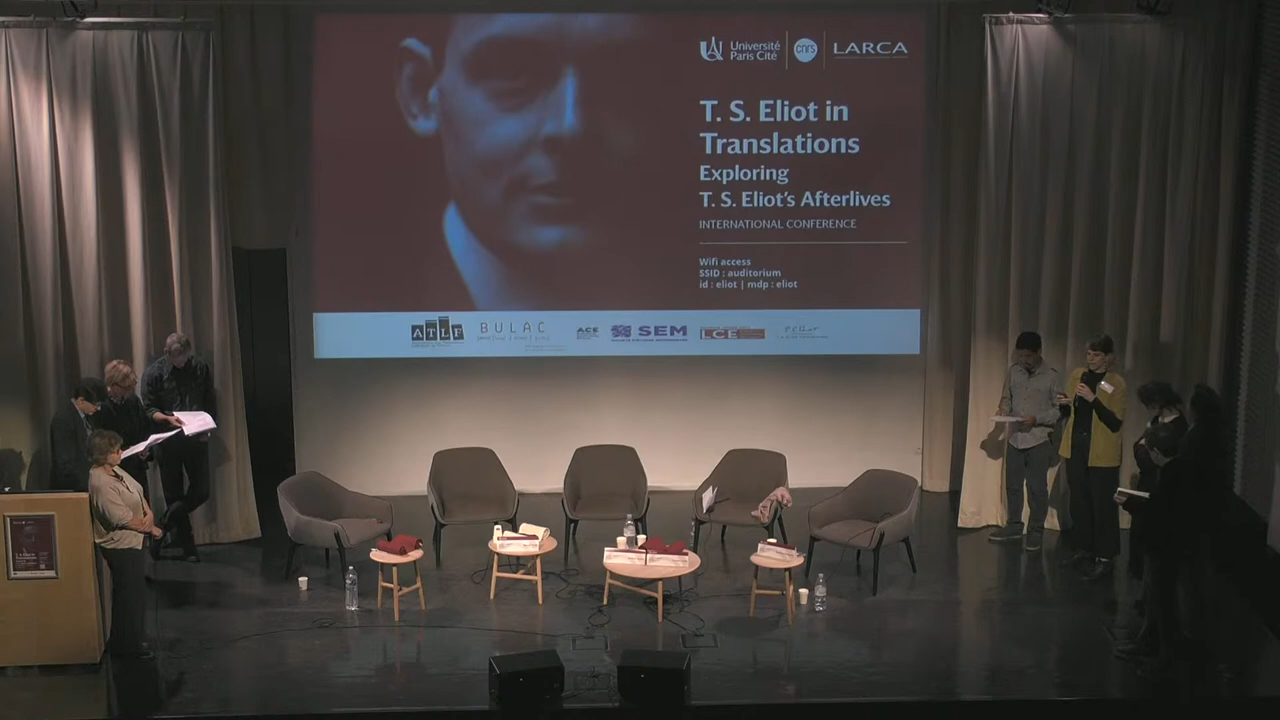 Université
Paris Cité
cnrs
LARCA
T. S. Eliot in
Translations
Exploring
T. S. Eliot's Afterlives
INTERNATIONAL CONFERENCE
Wifi access
SSID : auditorium
id : eliot | mdp : eliot
ATLF
BULAC
ACE
SEM
LCE